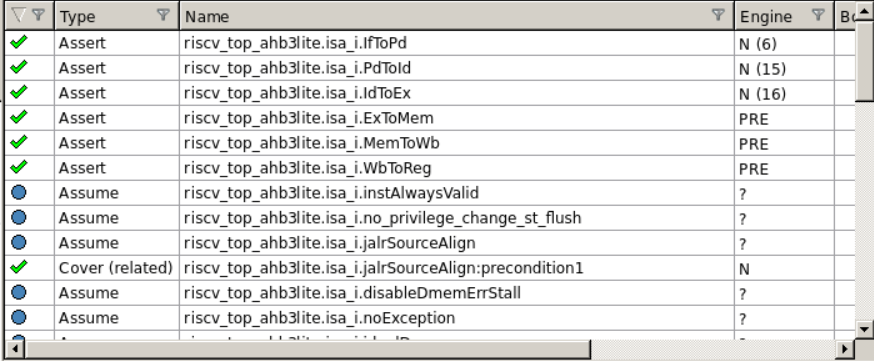 Type Name Engine Bo
Assert riscv_top_ahb3lite.isa_i.IfToPd N (6)
Assert riscv_top_ahb3lite.isa_i.PdToId N (15)
Assert riscv_top_ahb3lite.isa_i.IdToEx N (16)
Assert riscv_top_ahb3lite.isa_i.ExToMem PRE
Assert riscv_top_ahb3lite.isa_i.MemToWb PRE
Assert riscv_top_ahb3lite.isa_i.WbToReg PRE
Assume riscv_top_ahb3lite.isa_i.instAlwaysValid ?
Assume riscv_top_ahb3lite.isa_i.no_privilege_change_st_flush ?
Assume riscv_top_ahb3lite.isa_i.jalrSourceAlign ?
Cover (related) riscv_top_ahb3lite.isa_i.jalrSourceAlign:precondition1 N
Assume riscv_top_ahb3lite.isa_i.disableDmemErrStall ?
Assume riscv_top_ahb3lite.isa_i.noException ?